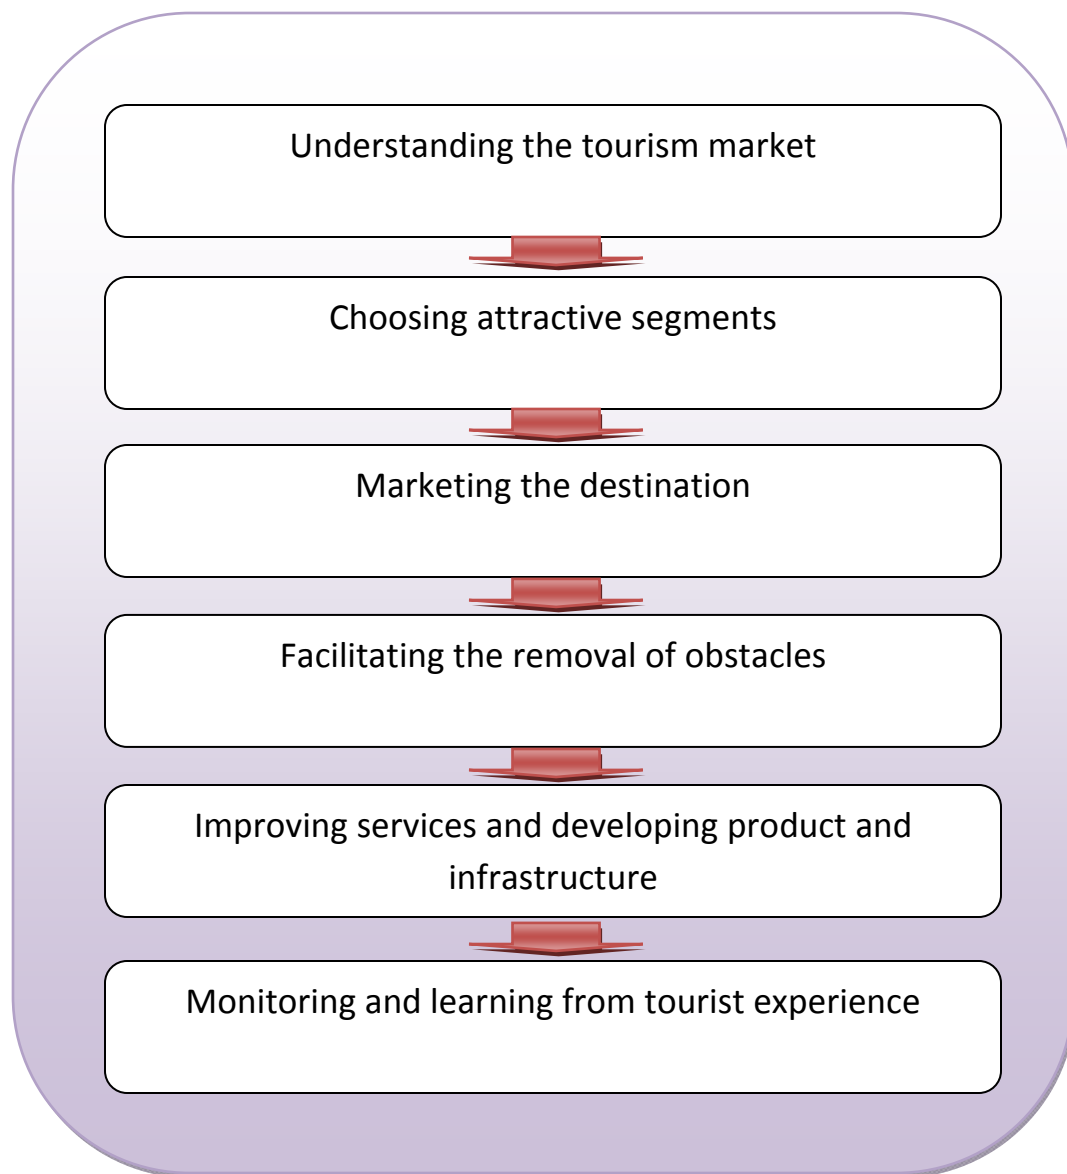 Understanding the tourism market
Choosing attractive segments
Marketing the destination
Facilitating the removal of obstacles
Improving services and developing product and
infrastructure
Monitoring and learning from tourist experience